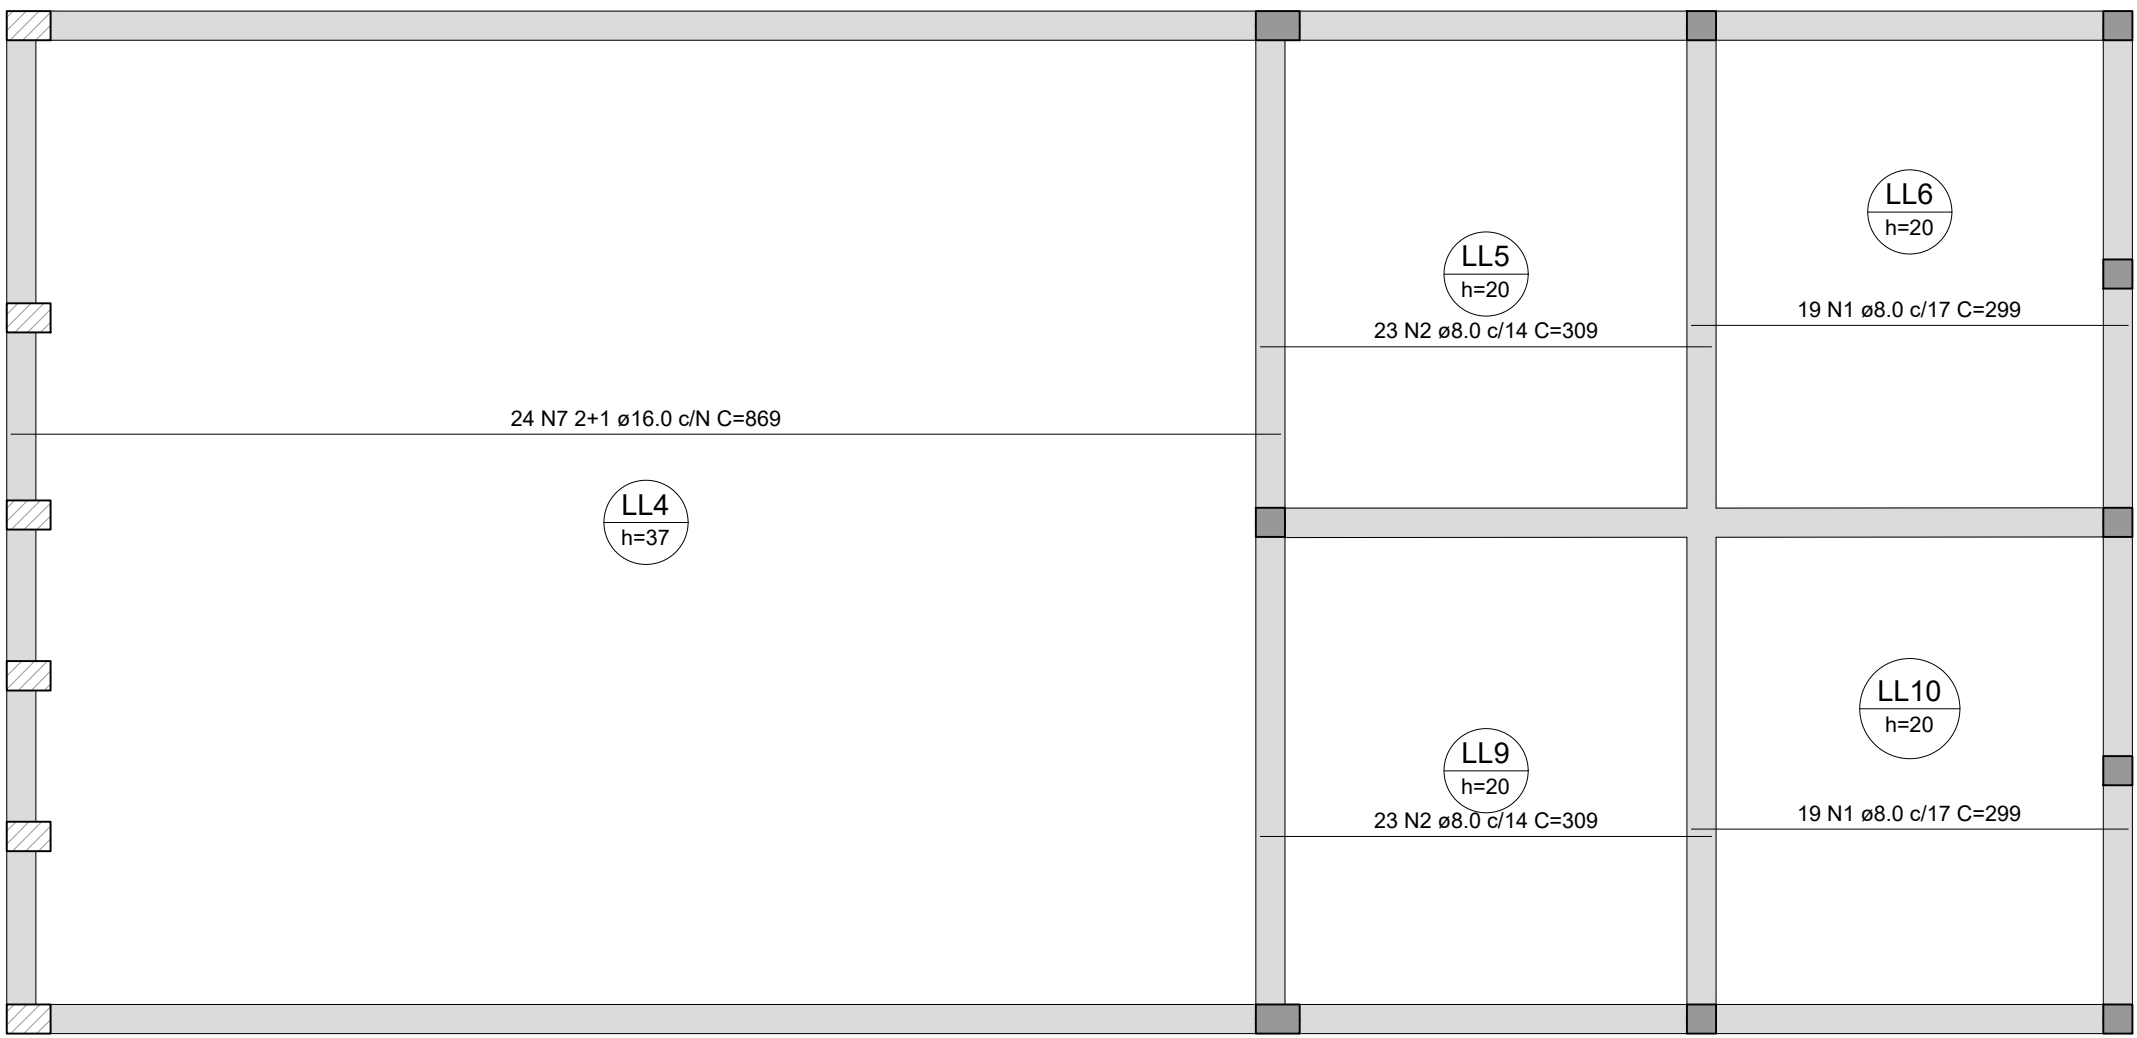 LL6
h=20
LL5
h=20
19 N1 ø8.0 c/17 C=299
23 N2 ø8.0 c/14 C=309
24 N7 2+1 ø16.0 c/N C=869
LL4
h=37
LL10
h=20
LL9
h=20
19 N1 ø8.0 c/17 C=299
23 N2 ø8.0 c/14 C=309